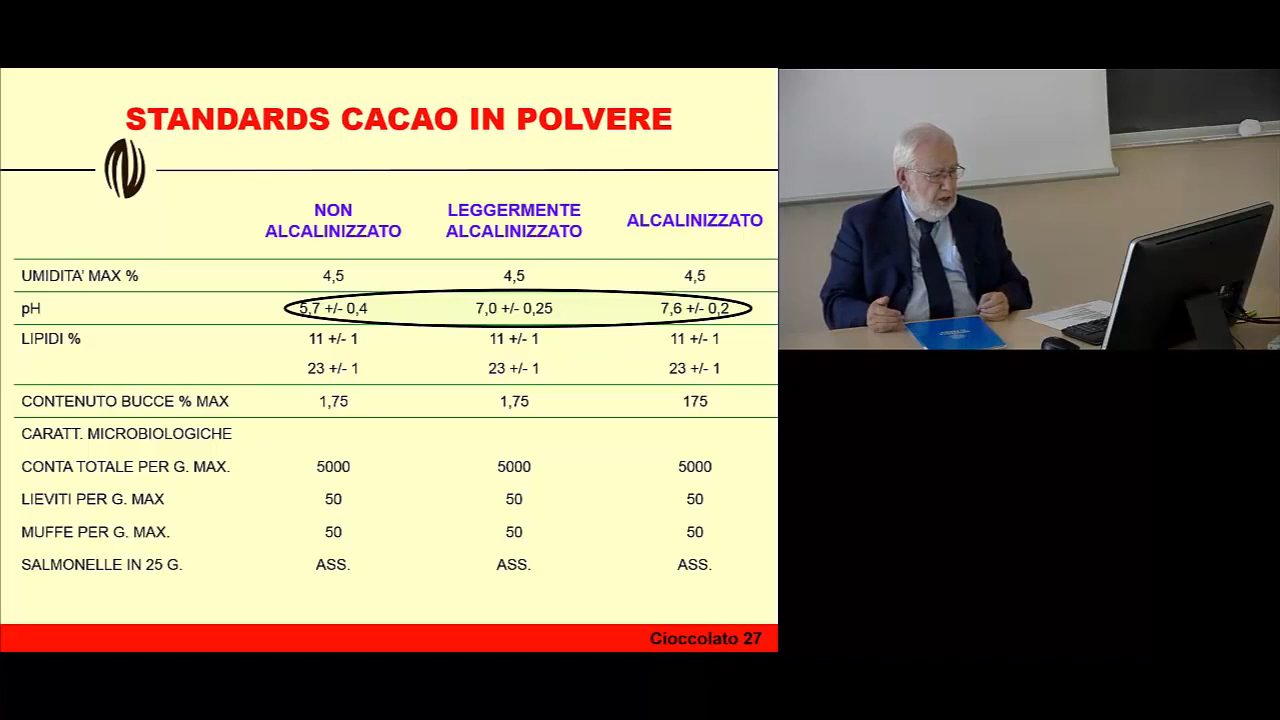 STANDARDS CACAO IN POLVERE
NON ALCALINIZZATO LEGGERMENTE ALCALINIZZATO ALCALINIZZATO
UMIDITA' MAX % 4,5 4,5 4,5
pH 5,7 +/- 0,4 7,0 +/- 0,25 7,6 +/- 0,2
LIPIDI % 11 +/- 1 11 +/- 1 11 +/- 1
23 +/- 1 23 +/- 1 23 +/- 1
CONTENUTO BUCCE % MAX 1,75 1,75 175
CARATT. MICROBIOLOGICHE
CONTA TOTALE PER G. MAX. 5000 5000 5000
LIEVITI PER G. MAX 50 50 50
MUFFE PER G. MAX. 50 50 50
SALMONELLE IN 25 G. ASS. ASS. ASS.
Cioccolato 27